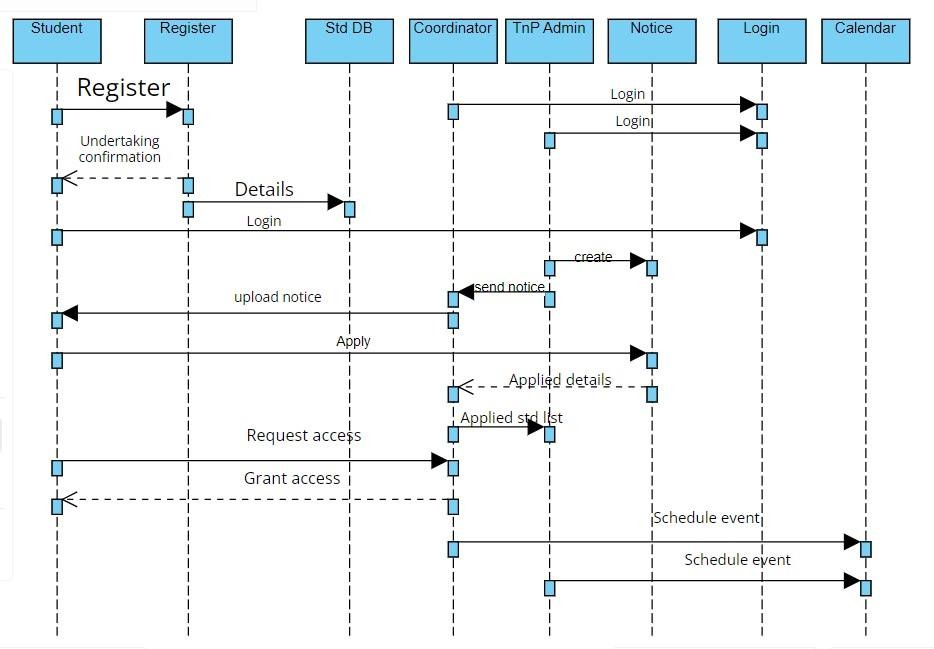 Student
Register
Std DB
Coordinator
TnP Admin
Notice
Login
Calendar
Register
Login
Login
Undertaking
confirmation
Details
Login
create
send notice
upload notice
Apply
Applied details
Applied std list
Request access
Grant access
Schedule event
Schedule event